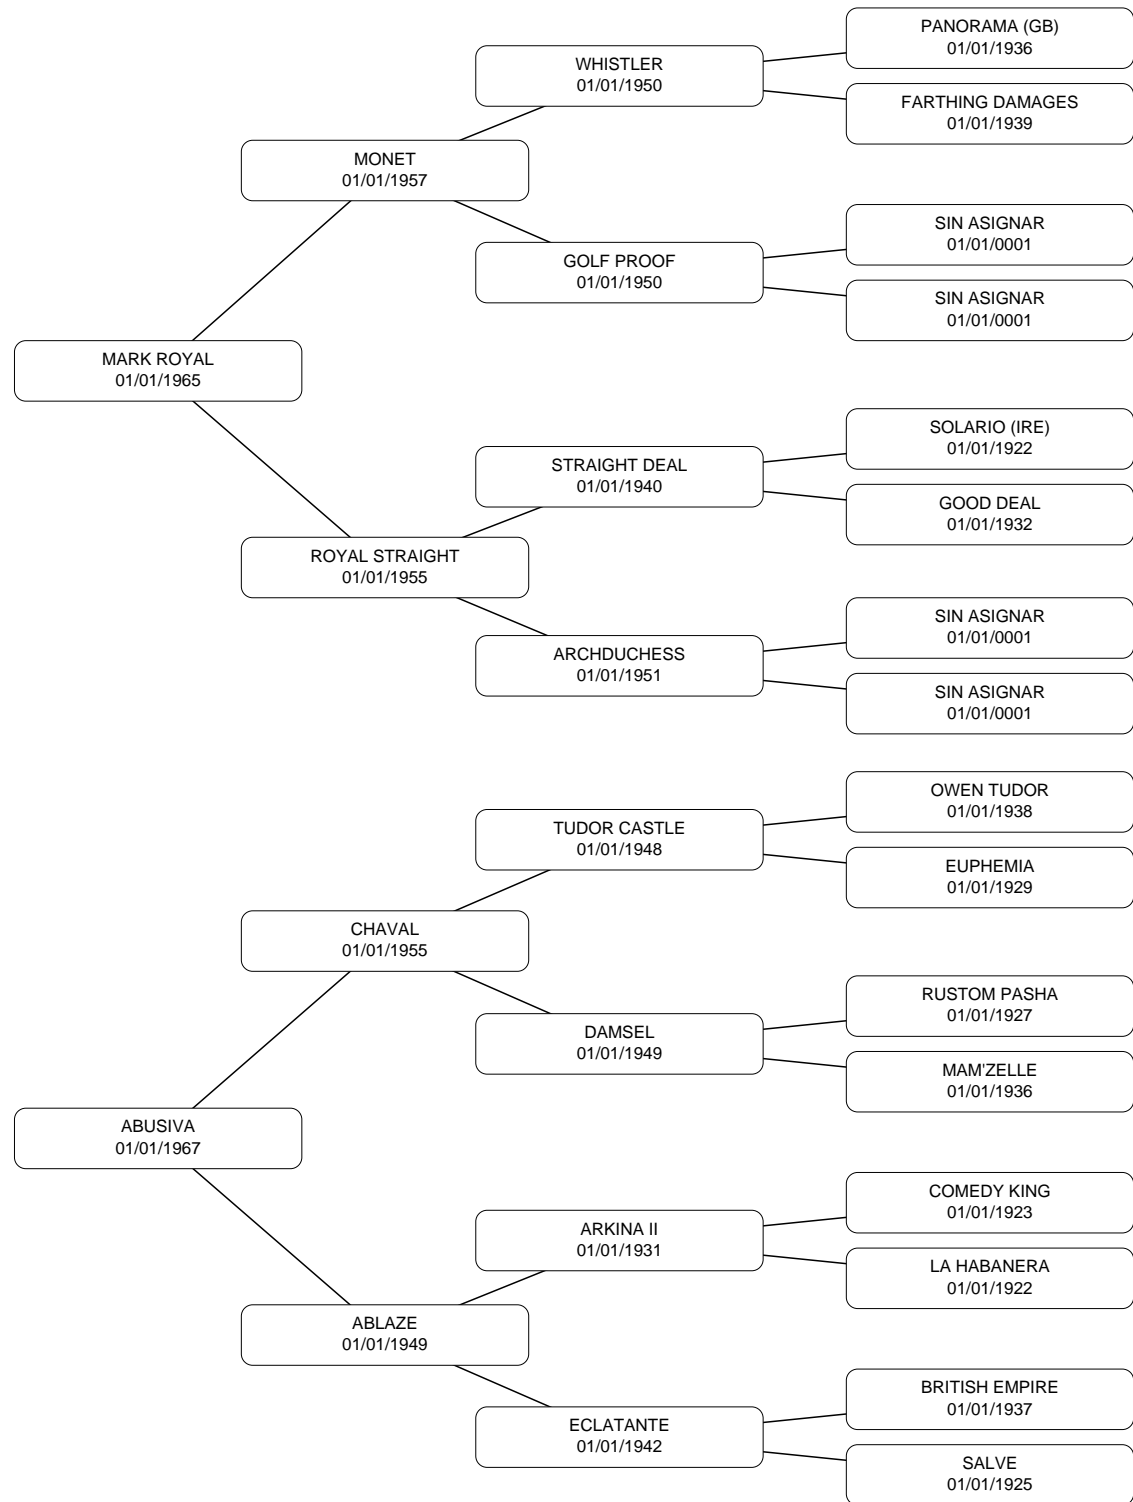 PANORAMA (GB)
01/01/1936
WHISTLER
01/01/1950
FARTHING DAMAGES
01/01/1939
MONET
01/01/1957
SIN ASIGNAR
01/01/0001
GOLF PROOF
01/01/1950
SIN ASIGNAR
01/01/0001
MARK ROYAL
01/01/1965
SOLARIO (IRE)
01/01/1922
STRAIGHT DEAL
01/01/1940
GOOD DEAL
01/01/1932
ROYAL STRAIGHT
01/01/1955
SIN ASIGNAR
01/01/0001
ARCHDUCHESS
01/01/1951
SIN ASIGNAR
01/01/0001
OWEN TUDOR
01/01/1938
TUDOR CASTLE
01/01/1948
EUPHEMIA
01/01/1929
CHAVAL
01/01/1955
RUSTOM PASHA
01/01/1927
DAMSEL
01/01/1949
MAM'ZELLE
01/01/1936
ABUSIVA
01/01/1967
COMEDY KING
01/01/1923
ARKINA II
01/01/1931
LA HABANERA
01/01/1922
ABLAZE
01/01/1949
BRITISH EMPIRE
01/01/1937
ECLATANTE
01/01/1942
SALVE
01/01/1925